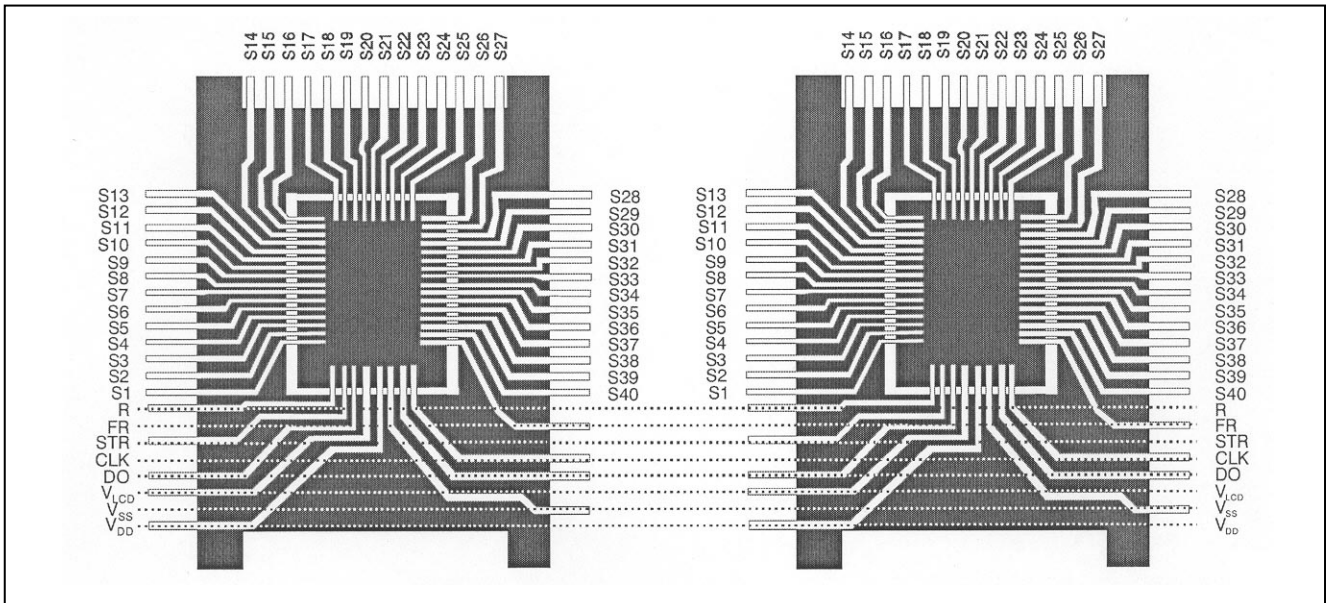 S14 S15 S16 S17 S18 S19 S20 S21 S22 S23 S24 S25 S26 S27
S13
S12
S11
S10
S9
S8
S7
S6
S5
S4
S3
S2
S1
R
FR
STR
CLK
DO
VLCD
VSS
VDD
S28
S29
S30
S31
S32
S33
S34
S35
S36
S37
S38
S39
S40
S14 S15 S16 S17 S18 S19 S20 S21 S22 S23 S24 S25 S26 S27
S13
S12
S11
S10
S9
S8
S7
S6
S5
S4
S3
S2
S1
S28
S29
S30
S31
S32
S33
S34
S35
S36
S37
S38
S39
S40
R
FR
STR
CLK
DO
VLCD
VSS
VDD